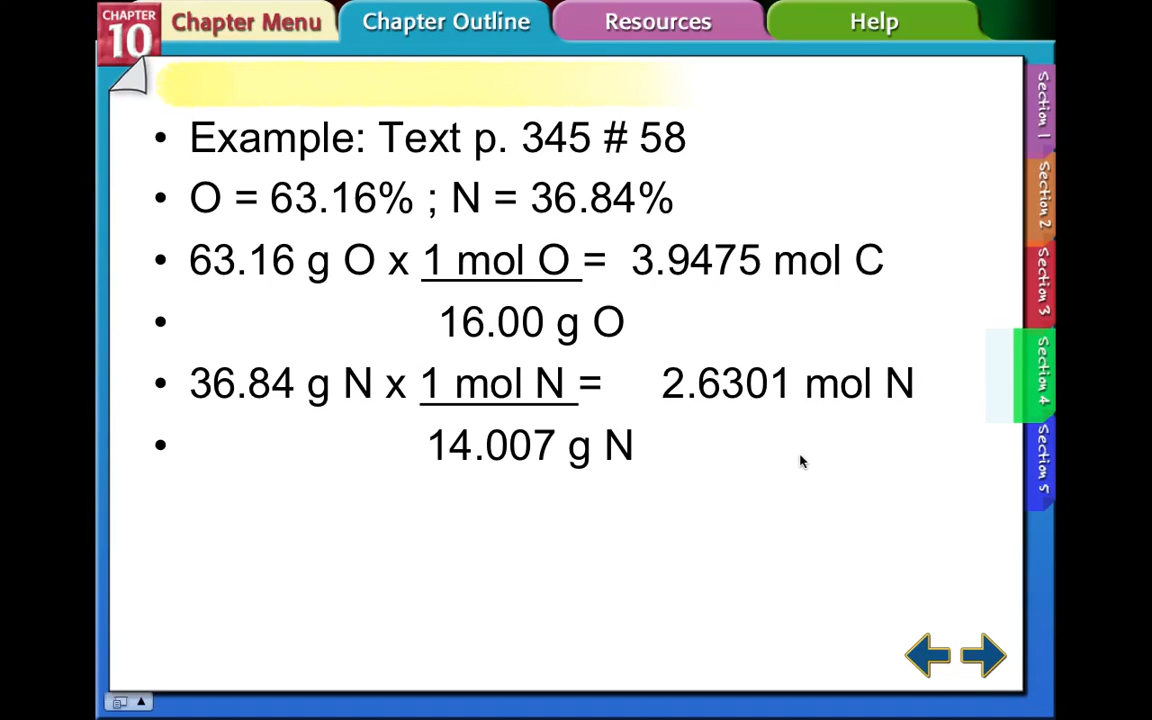 CHAPTER
10
Chapter Menu
Chapter Outline
Resources
Help
• Example: Text p. 345 # 58
• O = 63.16% ; N = 36.84%
• 63.16 g O x 1 mol O = 3.9475 mol C
• 16.00 g O
• 36.84 g N x 1 mol N = 2.6301 mol N
• 14.007 g N
Section 1
Section 2
Section 3
Section 4
Section 5